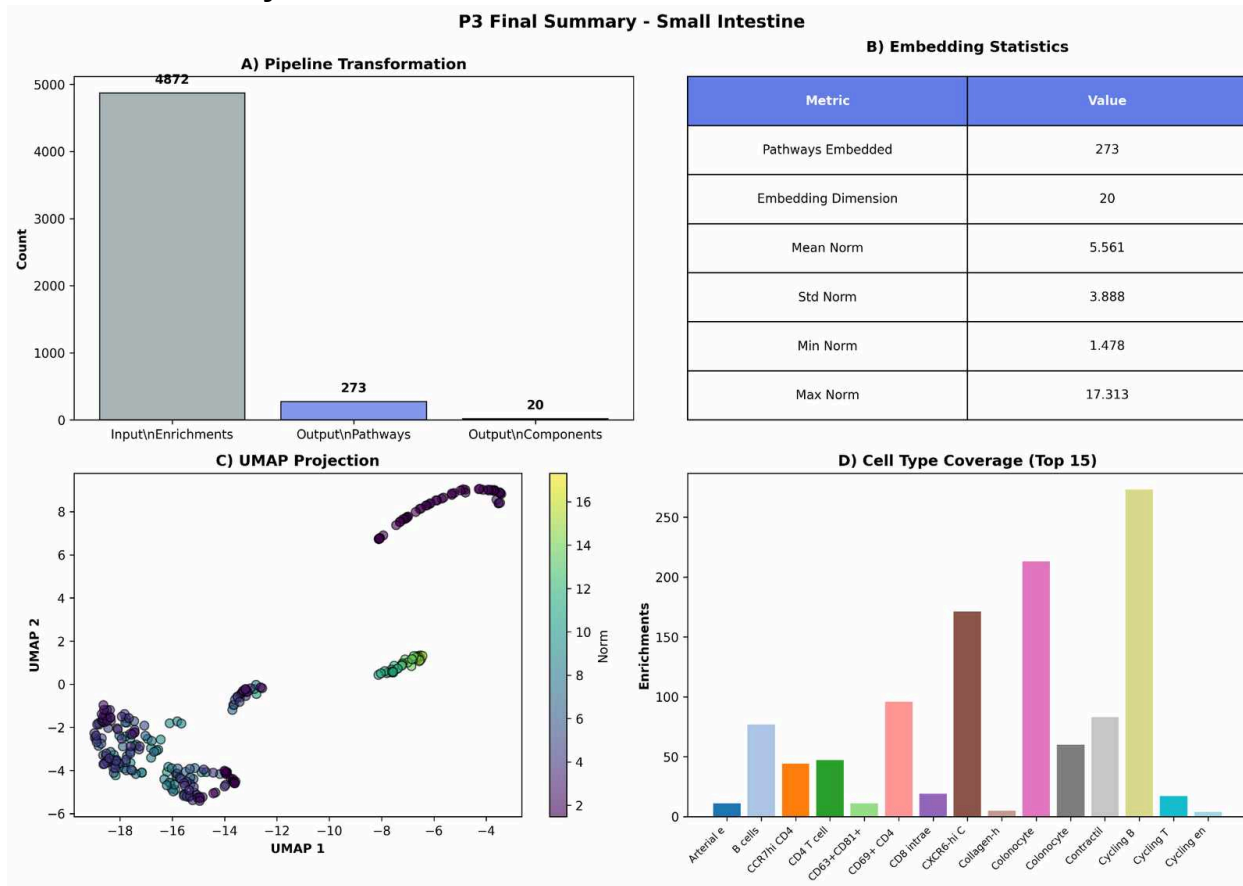 P3 Final Summary - Small Intestine
A) Pipeline Transformation
4872
273
20
5000
4000
3000
2000
1000
0
Count
Input\nEnrichments
Output\nPathways
Output\nComponents
B) Embedding Statistics
Metric Value
Pathways Embedded 273
Embedding Dimension 20
Mean Norm 5.561
Std Norm 3.888
Min Norm 1.478
Max Norm 17.313
C) UMAP Projection
8
6
4
2
0
−2
−4
−6
UMAP 2
−18 −16 −14 −12 −10 −8 −6 −4
UMAP 1
16
14
12
10
8
6
4
2
Norm
D) Cell Type Coverage (Top 15)
250
200
150
100
50
0
Enrichments
Arterial e
B cells
CCR7hi CD4
CD4 T cell
CD63+CD81+
CD69+ CD4
CD8 intrae
CXCR6-hi C
Collagen-h
Colonocyte
Colonocyte
Contractil
Cycling B
Cycling T
Cycling en